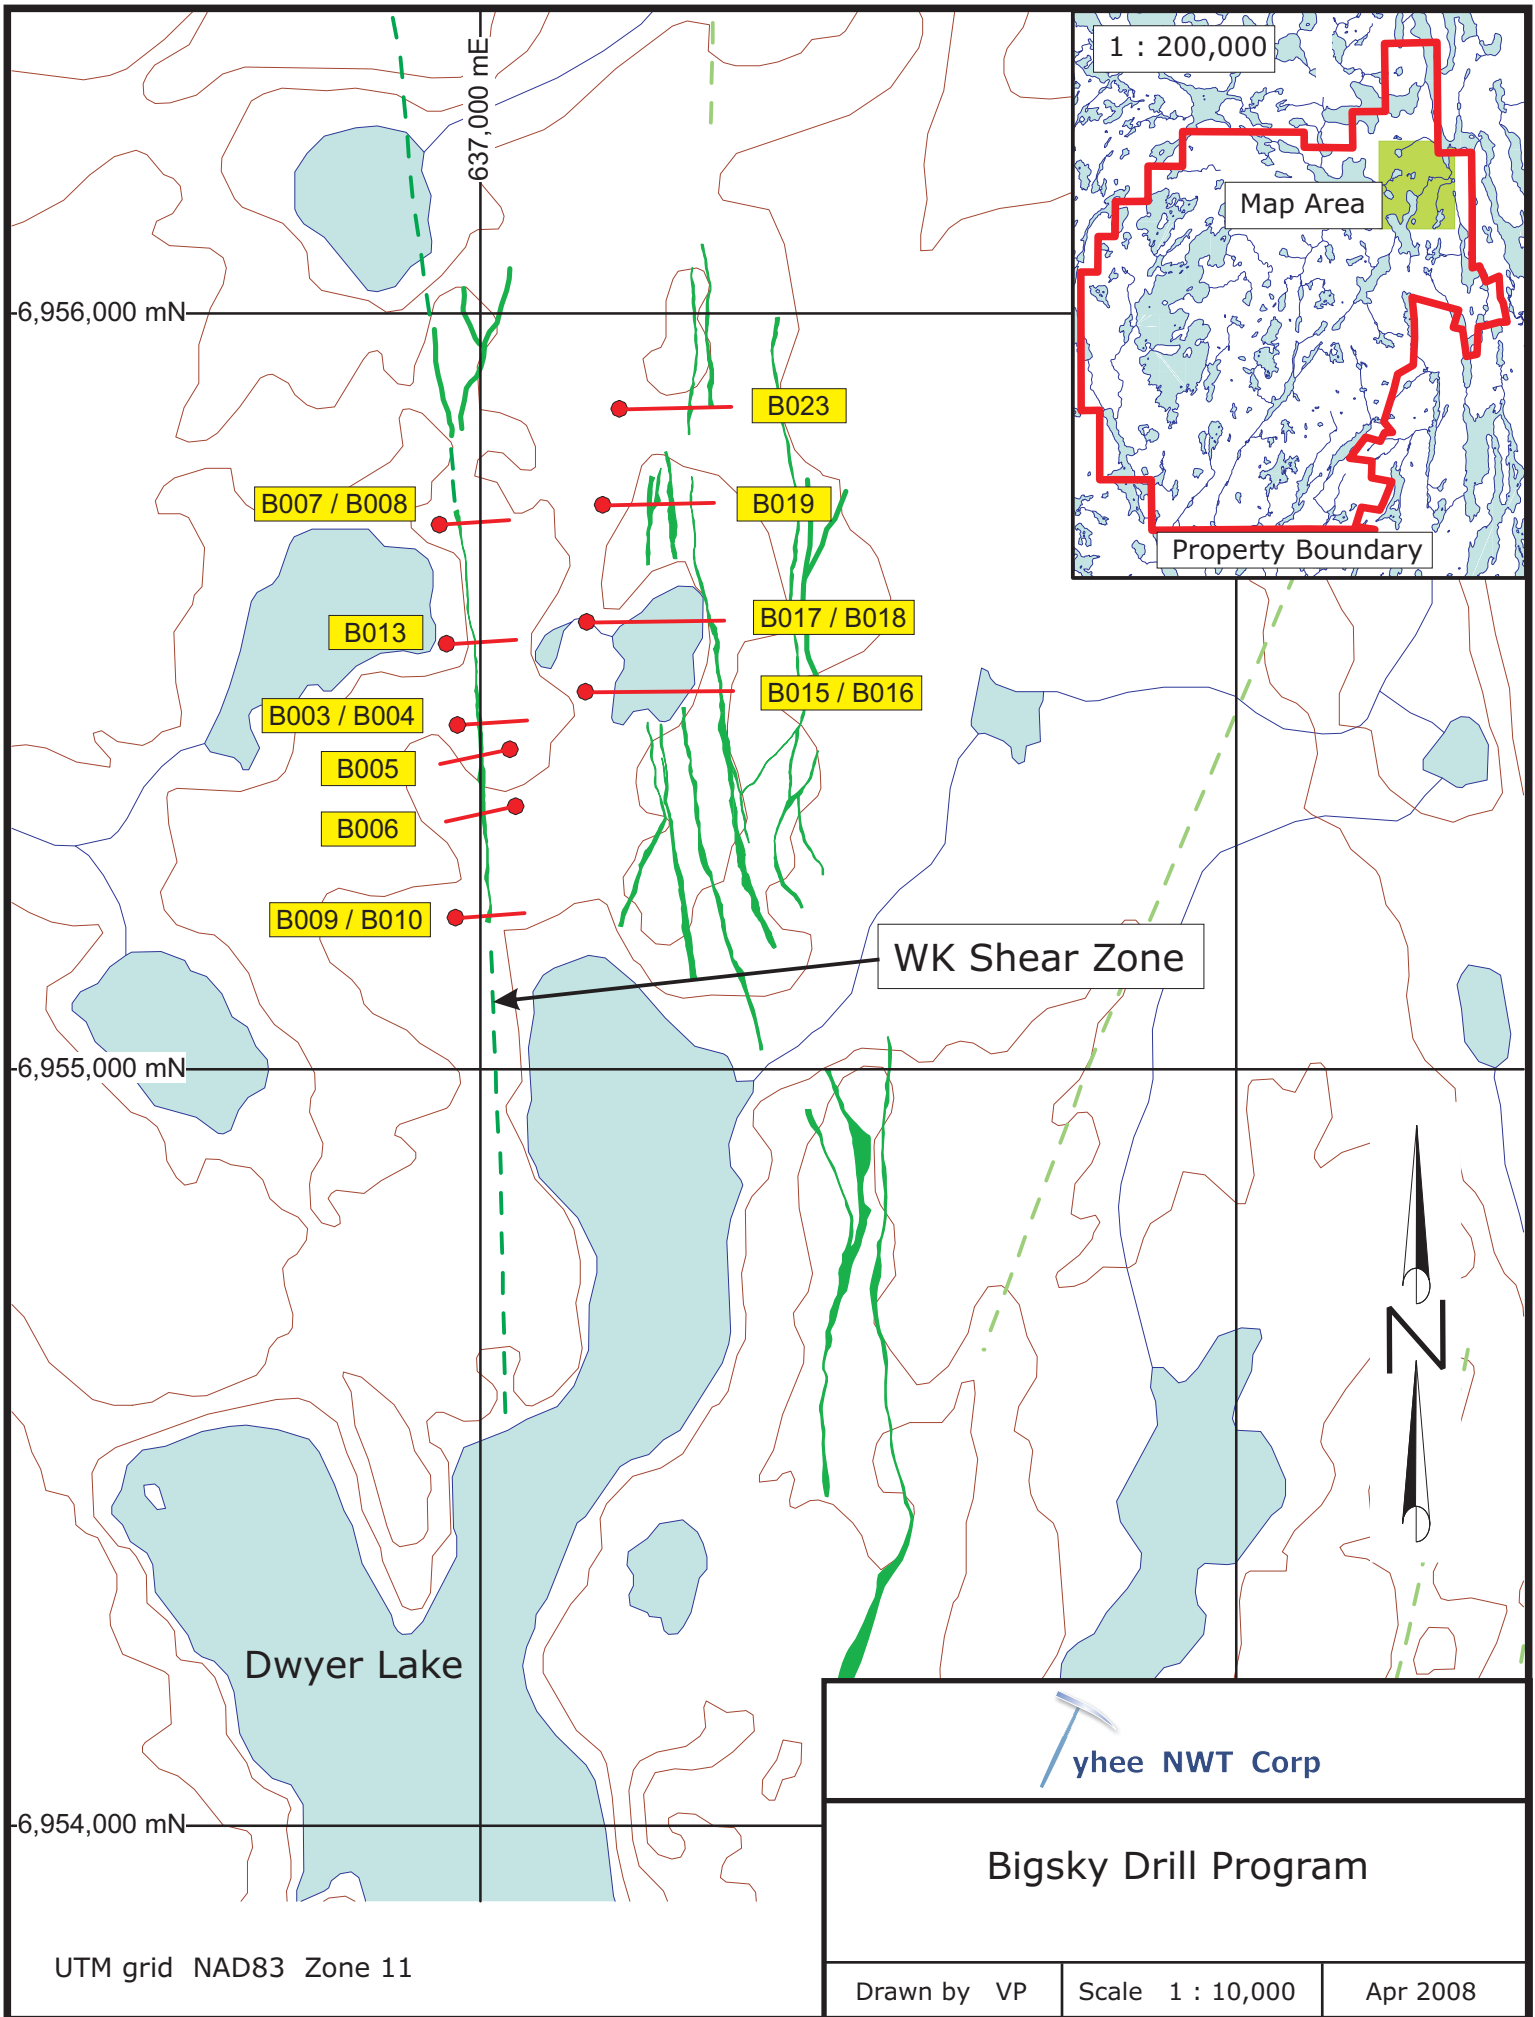 1 : 200,000
637,000 mE
Map Area
6,956,000 mN
B023
B007 / B008
B019
Property Boundary
B013
B017 / B018
B015 / B016
B003 / B004
B005
B006
B009 / B010
WK Shear Zone
6,955,000 mN
N
Dwyer Lake
yhee NWT Corp
6,954,000 mN
Bigsky Drill Program
UTM grid NAD83 Zone 11
Drawn by VP
Scale 1 : 10,000
Apr 2008